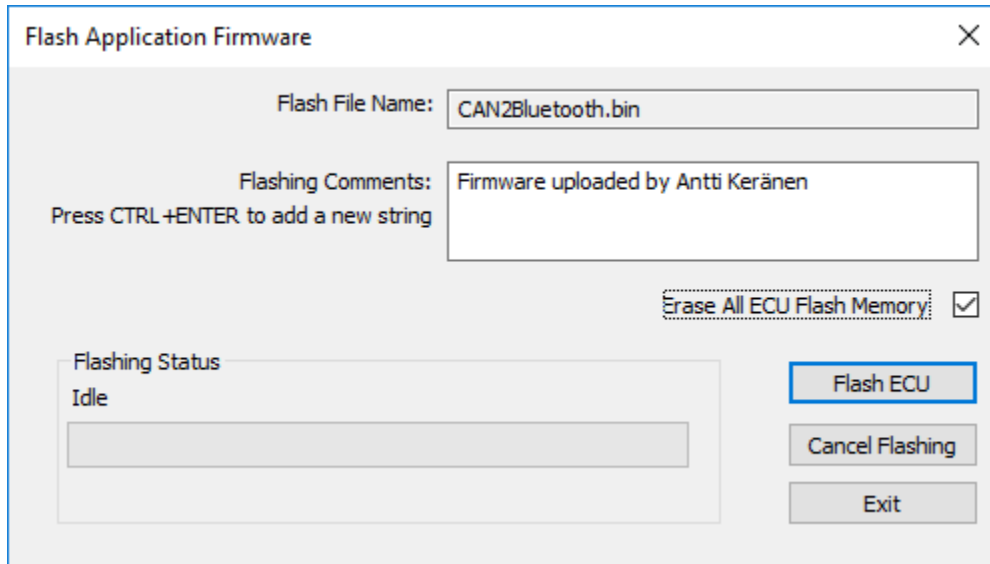 Flash Application Firmware
Flash File Name: CAN2Bluetooth.bin
Flashing Comments: Firmware uploaded by Antti Keränen
Press CTRL+ENTER to add a new string
Erase All ECU Flash Memory
Flashing Status
Idle
Flash ECU
Cancel Flashing
Exit